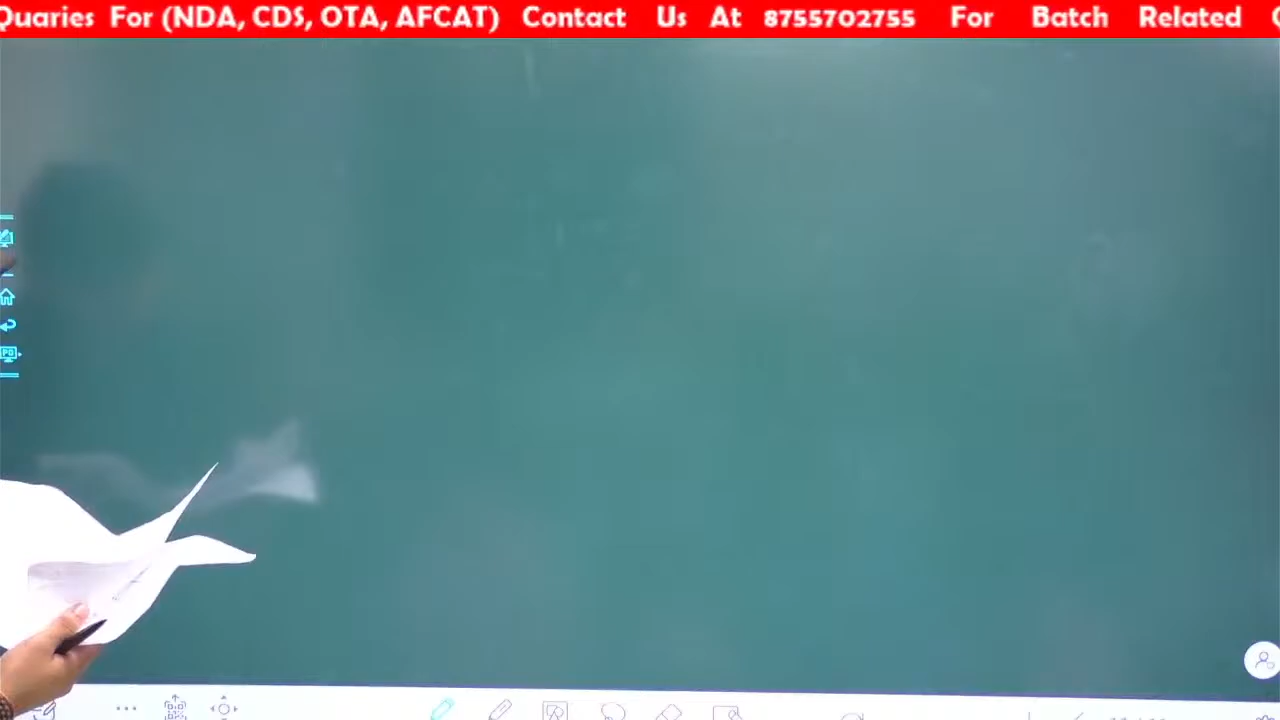 Quaries For (NDA, CDS, OTA, AFCAT) Contact Us At 8755702755 For Batch Related